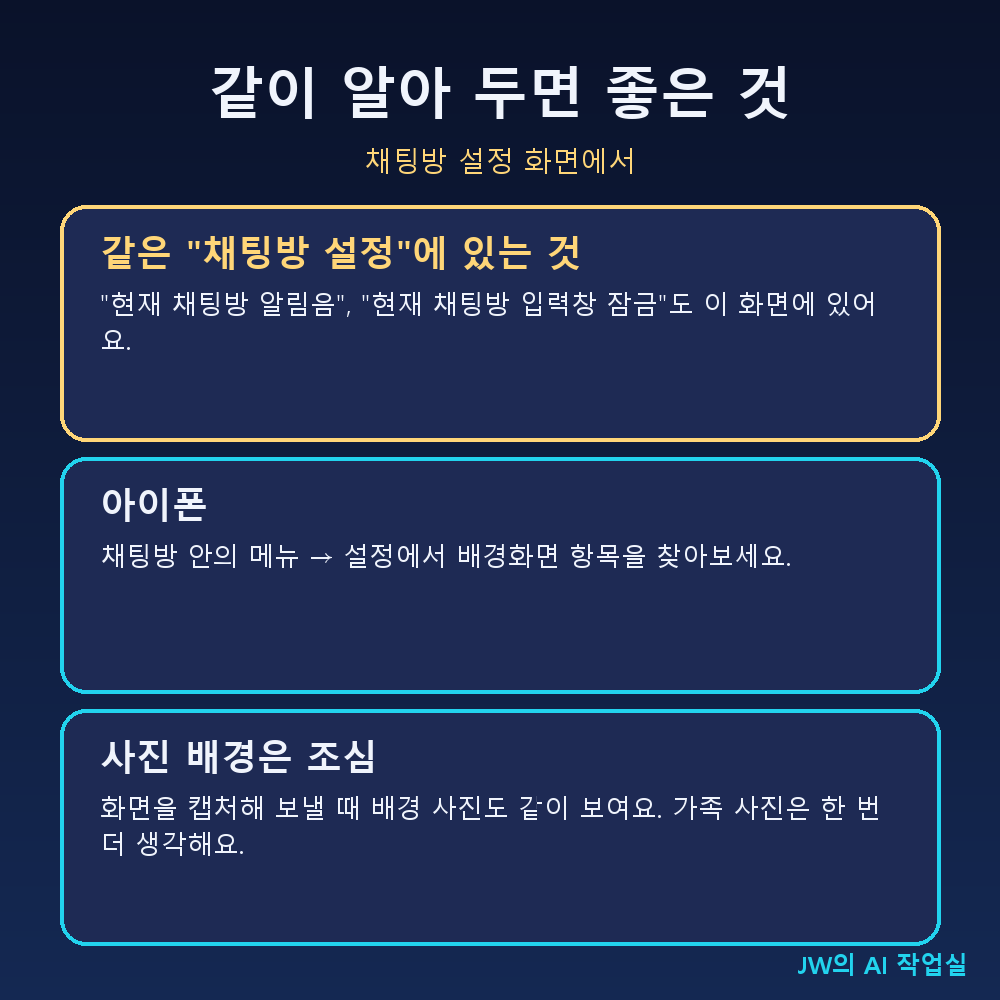 같이 알아 두면 좋은 것
채팅방 설정 화면에서
같은 "채팅방 설정"에 있는 것
"현재 채팅방 알림음", "현재 채팅방 입력창 잠금"도 이 화면에 있어
요.
아이폰
채팅방 안의 메뉴 → 설정에서 배경화면 항목을 찾아보세요.
사진 배경은 조심
화면을 캡처해 보낼 때 배경 사진도 같이 보여요. 가족 사진은 한 번
더 생각해요.
JW의 AI 작업실